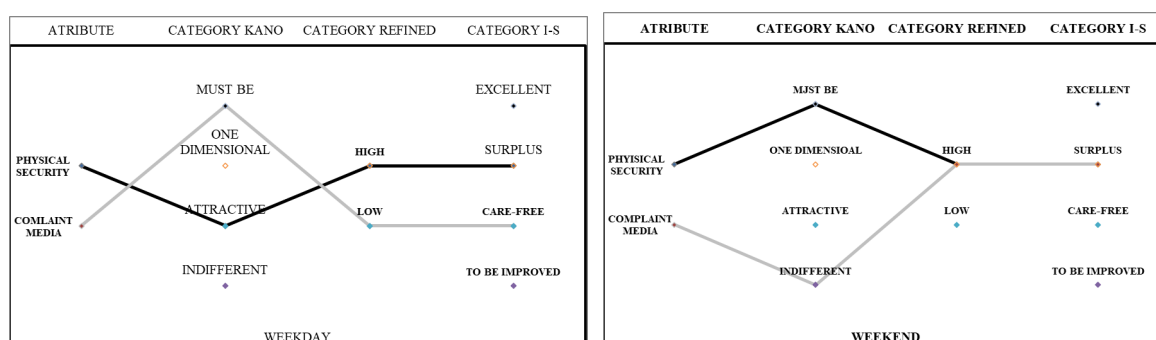 ATRIBUTE CATEGORY KANO CATEGORY REFINED CATEGORY I-S
MUST BE EXCELLENT
ONE
DIMENSIONAL
HIGH SURPLUS
PHYSICAL
SECURITY
ATTRACTIVE LOW CARE-FREE
COMLAINT
MEDIA
INDIFFERENT TO BE IMPROVED
WEEKDAY
ATRIBUTE CATEGORY KANO CATEGORY REFINED CATEGORY I-S
MJST BE EXCELLENT
ONE DIMENSIOAL HIGH SURPLUS
PHYISICAL
SECURITY
ATTRACTIVE LOW CARE-FREE
COMPLAINT
MEDIA
INDIFFERENT TO BE IMPROVED
WEEKEND